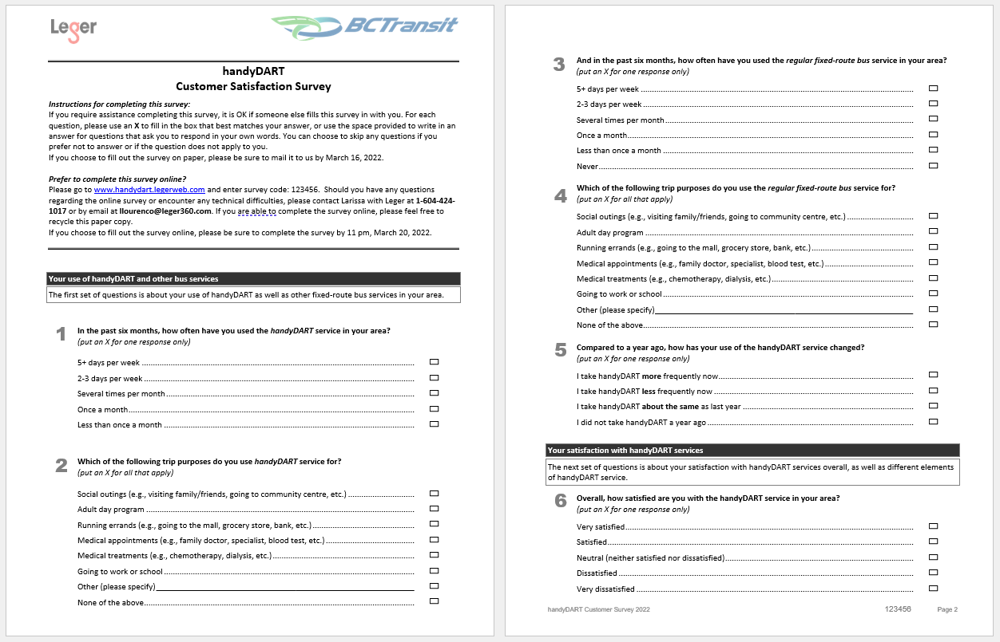 Leger
BCTransit
handyDART
Customer Satisfaction Survey
Instructions for completing this survey:
If you require assistance completing this survey, it is OK if someone else fills this survey in with you. For each
question, please use an X to fill in the box that best matches your answer, or use the space provided to write in an
answer for questions that ask you to respond in your own words. You can choose to skip any questions if you
prefer not to answer or if the question does not apply to you.
If you choose to fill out the survey on paper, please be sure to mail it to us by March 16, 2022.
Prefer to complete this survey online?
Please go to www.handydart.legerweb.com and enter survey code: 123456. Should you have any questions
regarding the online survey or encounter any technical difficulties, please contact Larissa with Leger at 1-604-424-
1017 or by email at llourenco@leger360.com. If you are able to complete the survey online, please feel free to
recycle this paper copy.
If you choose to fill out the survey online, please be sure to complete the survey by 11 pm, March 20, 2022.
Your use of handyDART and other bus services
The first set of questions is about your use of handyDART as well as other fixed-route bus services in your area.
1 In the past six months, how often have you used the handyDART service in your area?
(put an X for one response only)
5+ days per week
2-3 days per week
Several times per month
Once a month
Less than once a month
2 Which of the following trip purposes do you use handyDART service for?
(put an X for all that apply)
Social outings (e.g., visiting family/friends, going to community centre, etc.)
Adult day program
Running errands (e.g., going to the mall, grocery store, bank, etc.)
Medical appointments (e.g., family doctor, specialist, blood test, etc.)
Medical treatments (e.g., chemotherapy, dialysis, etc.)
Going to work or school
Other (please specify)
None of the above
3 And in the past six months, how often have you used the regular fixed-route bus service in your area?
(put an X for one response only)
5+ days per week
2-3 days per week
Several times per month
Once a month
Less than once a month
Never
4 Which of the following trip purposes do you use the regular fixed-route bus service for?
(put an X for all that apply)
Social outings (e.g., visiting family/friends, going to community centre, etc.)
Adult day program
Running errands (e.g., going to the mall, grocery store, bank, etc.)
Medical appointments (e.g., family doctor, specialist, blood test, etc.)
Medical treatments (e.g., chemotherapy, dialysis, etc.)
Going to work or school
Other (please specify)
None of the above
5 Compared to a year ago, how has your use of the handyDART service changed?
(put an X for one response only)
I take handyDART more frequently now
I take handyDART less frequently now
I take handyDART about the same as last year
I did not take handyDART a year ago
Your satisfaction with handyDART services
The next set of questions is about your satisfaction with handyDART services overall, as well as different elements
of handyDART service.
6 Overall, how satisfied are you with the handyDART service in your area?
(put an X for one response only)
Very satisfied
Satisfied
Neutral (neither satisfied nor dissatisfied)
Dissatisfied
Very dissatisfied
handyDART Customer Survey 2022 123456 Page 2